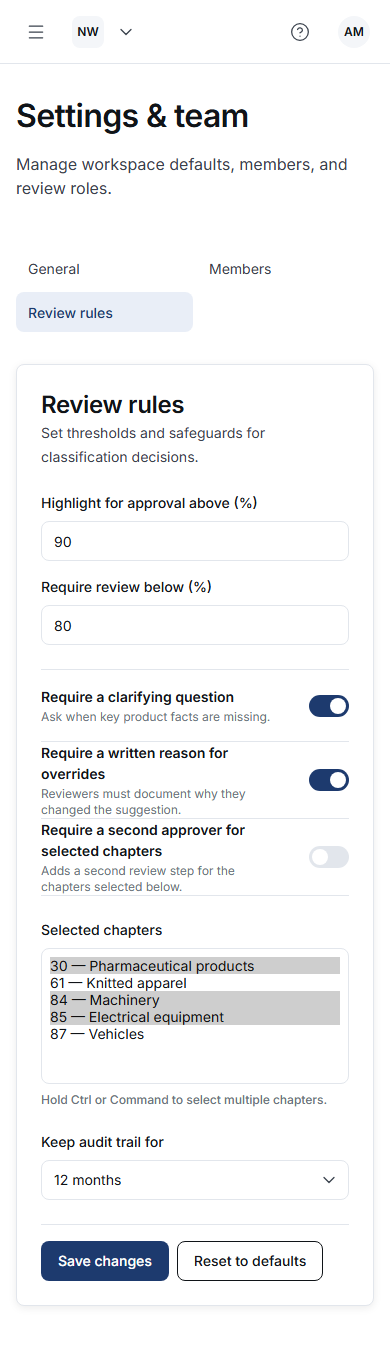 NW
AM
Settings & team
Manage workspace defaults, members, and
review roles.
General
Members
Review rules
Review rules
Set thresholds and safeguards for
classification decisions.
Highlight for approval above (%)
90
Require review below (%)
80
Require a clarifying question
Ask when key product facts are missing.
Require a written reason for
overrides
Reviewers must document why they
changed the suggestion.
Require a second approver for
selected chapters
Adds a second review step for the
chapters selected below.
Selected chapters
30 — Pharmaceutical products
61 — Knitted apparel
84 — Machinery
85 — Electrical equipment
87 — Vehicles
Hold Ctrl or Command to select multiple chapters.
Keep audit trail for
12 months
Save changes
Reset to defaults